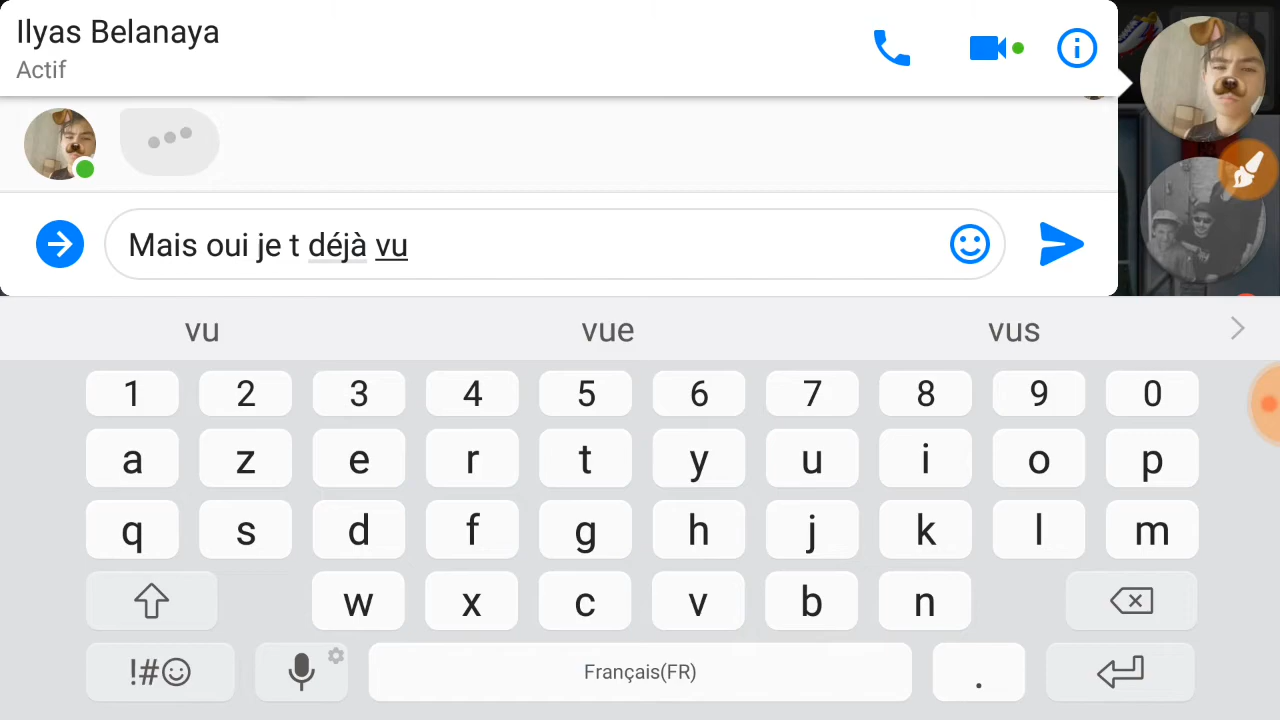 Ilyas Belanaya
Actif
Mais oui je t déjà vu
vu vue vus
1 2 3 4 5 6 7 8 9 0
a z e r t y u i o p
q s d f g h j k l m
w x c v b n
!#☺ Français(FR) .